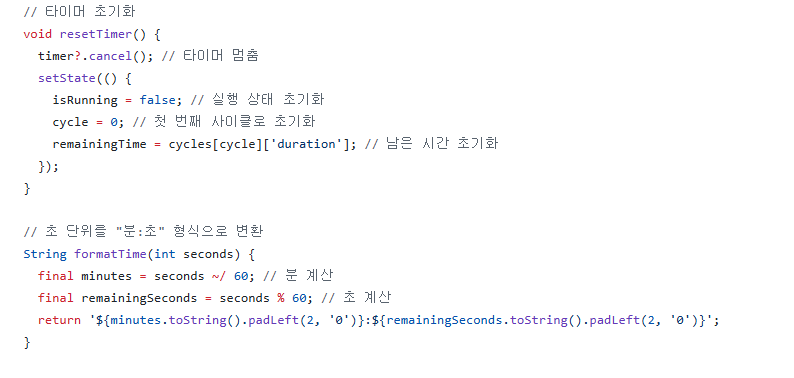 // 타이머 초기화
void resetTimer() {
  timer?.cancel(); // 타이머 멈춤
  setState(() {
    isRunning = false; // 실행 상태 초기화
    cycle = 0; // 첫 번째 사이클로 초기화
    remainingTime = cycles[cycle]['duration']; // 남은 시간 초기화
  });
}

// 초 단위를 "분:초" 형식으로 변환
String formatTime(int seconds) {
  final minutes = seconds ~/ 60; // 분 계산
  final remainingSeconds = seconds % 60; // 초 계산
  return '${minutes.toString().padLeft(2, '0')}:${remainingSeconds.toString().padLeft(2, '0')}';
}